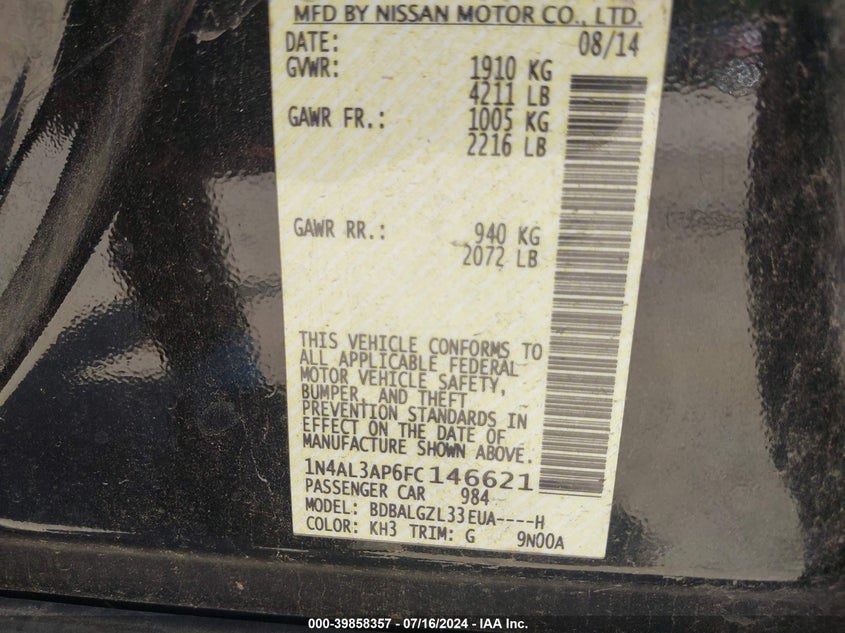 MFD BY NISSAN MOTOR CO., LTD.
DATE: 08/14
GVWR: 1910 KG
4211 LB
GAWR FR.: 1005 KG
2216 LB
GAWR RR.: 940 KG
2072 LB
THIS VEHICLE CONFORMS TO
ALL APPLICABLE FEDERAL
MOTOR VEHICLE SAFETY,
BUMPER, AND THEFT
PREVENTION STANDARDS IN
EFFECT ON THE DATE OF
MANUFACTURE SHOWN ABOVE.
1N4AL3AP6FC146621
PASSENGER CAR 984
MODEL: BDBALGZL33EUA----H
COLOR: KH3 TRIM: G 9N00A
000-39858357 - 07/16/2024 - IAA Inc.